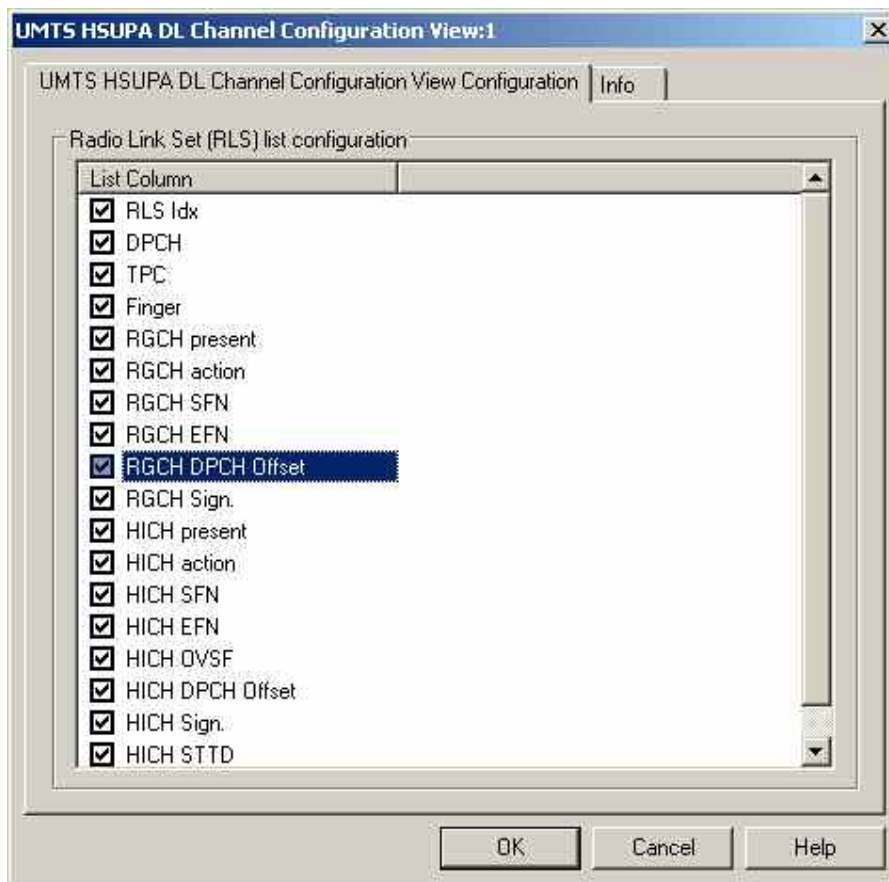 UMTS HSUPA DL Channel Configuration View:1
UMTS HSUPA DL Channel Configuration View Configuration
Info
Radio Link Set (RLS) list configuration
List Column
RLS Idx
DPCH
TPC
Finger
RGCH present
RGCH action
RGCH SFN
RGCH EFN
RGCH DPCH Offset
RGCH Sign.
HICH present
HICH action
HICH SFN
HICH EFN
HICH OVSF
HICH DPCH Offset
HICH Sign.
HICH STTD
OK
Cancel
Help